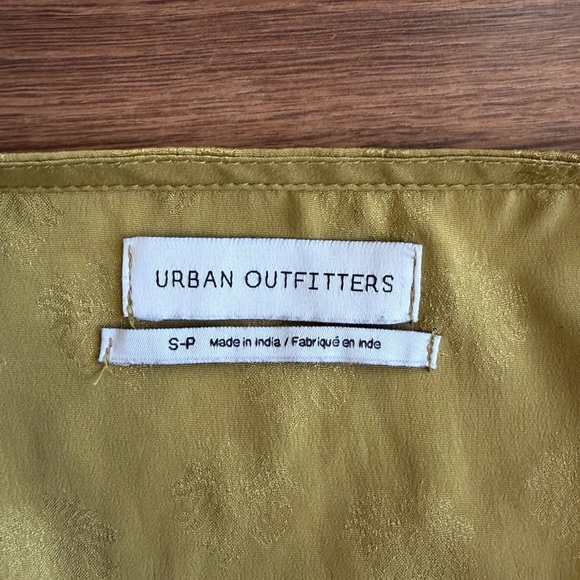 URBAN OUTFITTERS
S-P Made in India / Fabriqué en Inde